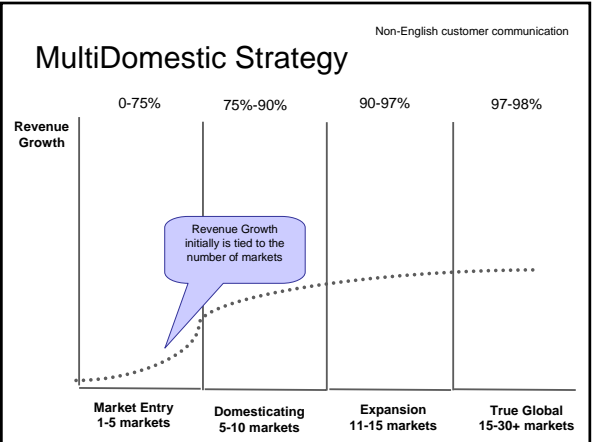 Non-English customer communication
MultiDomestic Strategy
0-75%
75%-90%
90-97%
97-98%
Revenue
Growth
Revenue Growth
initially is tied to the
number of markets
Market Entry
1-5 markets
Domesticating
5-10 markets
Expansion
11-15 markets
True Global
15-30+ markets